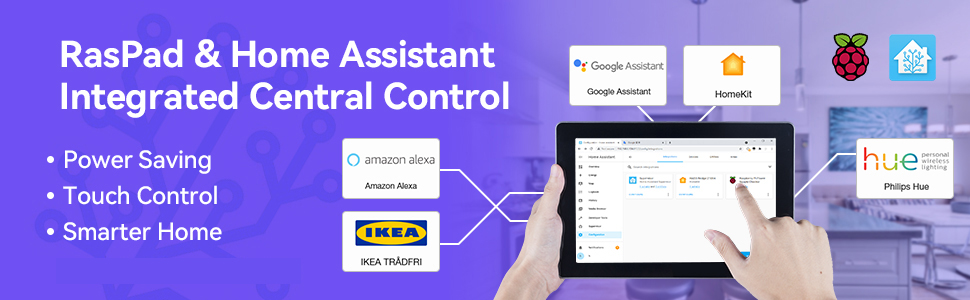 RasPad & Home Assistant
Integrated Central Control
• Power Saving
• Touch Control
• Smarter Home
amazon alexa
Amazon Alexa
IKEA
IKEA TRÅDFRI
Google Assistant
Google Assistant
HomeKit
Home Assistant
hue personal
wireless
lighting
Philips Hue